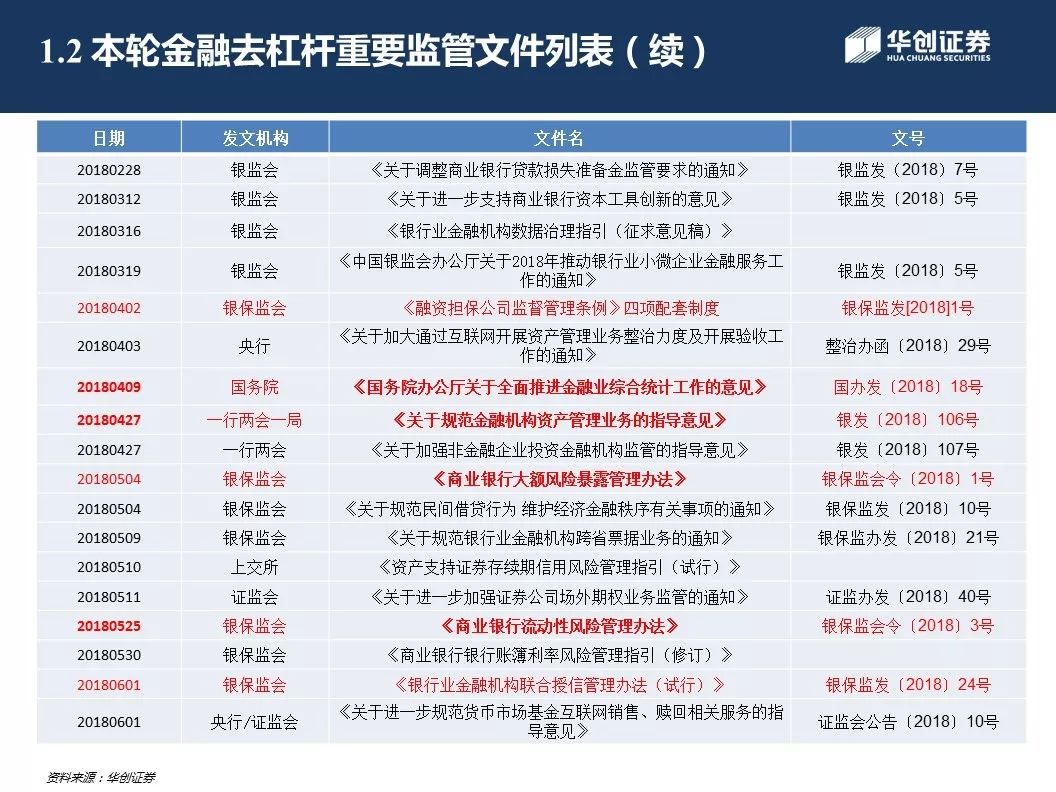 1.2 本轮金融去杠杆重要监管文件列表（续）
华创证券
HUA CHUANG SECURITIES
日期 发文机构 文件名 文号
20180228 银监会 《关于调整商业银行贷款损失准备金监管要求的通知》 银监发（2018）7号
20180312 银监会 《关于进一步支持商业银行资本工具创新的意见》 银监发〔2018〕5号
20180316 银监会 《银行业金融机构数据治理指引（征求意见稿）》
20180319 银监会 《中国银监会办公厅关于2018年推动银行业小微企业金融服务工 银监发〔2018〕5号
作的通知》
20180402 银保监会 《融资担保公司监督管理条例》四项配套制度 银保监发[2018]1号
20180403 央行 《关于加大通过互联网开展资产管理业务整治力度及开展验收工 整治办函〔2018〕29号
作的通知》
20180409 国务院 《国务院办公厅关于全面推进金融业综合统计工作的意见》 国办发〔2018〕18号
20180427 一行两会一局 《关于规范金融机构资产管理业务的指导意见》 银发〔2018〕106号
20180427 一行两会 《关于加强非金融企业投资金融机构监管的指导意见》 银发〔2018〕107号
20180504 银保监会 《商业银行大额风险暴露管理办法》 银保监会令〔2018〕1号
20180504 银保监会 《关于规范民间借贷行为 维护经济金融秩序有关事项的通知》 银保监发〔2018〕10号
20180509 银保监会 《关于规范银行业金融机构跨省票据业务的通知》 银保监办发〔2018〕21号
20180510 上交所 《资产支持证券存续期信用风险管理指引（试行）》
20180511 证监会 《关于进一步加强证券公司场外期权业务监管的通知》 证监办发〔2018〕40号
20180525 银保监会 《商业银行流动性风险管理办法》 银保监会令〔2018〕3号
20180530 银保监会 《商业银行银行账簿利率风险管理指引（修订）》
20180601 银保监会 《银行业金融机构联合授信管理办法（试行）》 银保监发〔2018〕24号
20180601 央行/证监会 《关于进一步规范货币市场基金互联网销售、赎回相关服务的指 证监会公告〔2018〕10号
导意见》
资料来源：华创证券